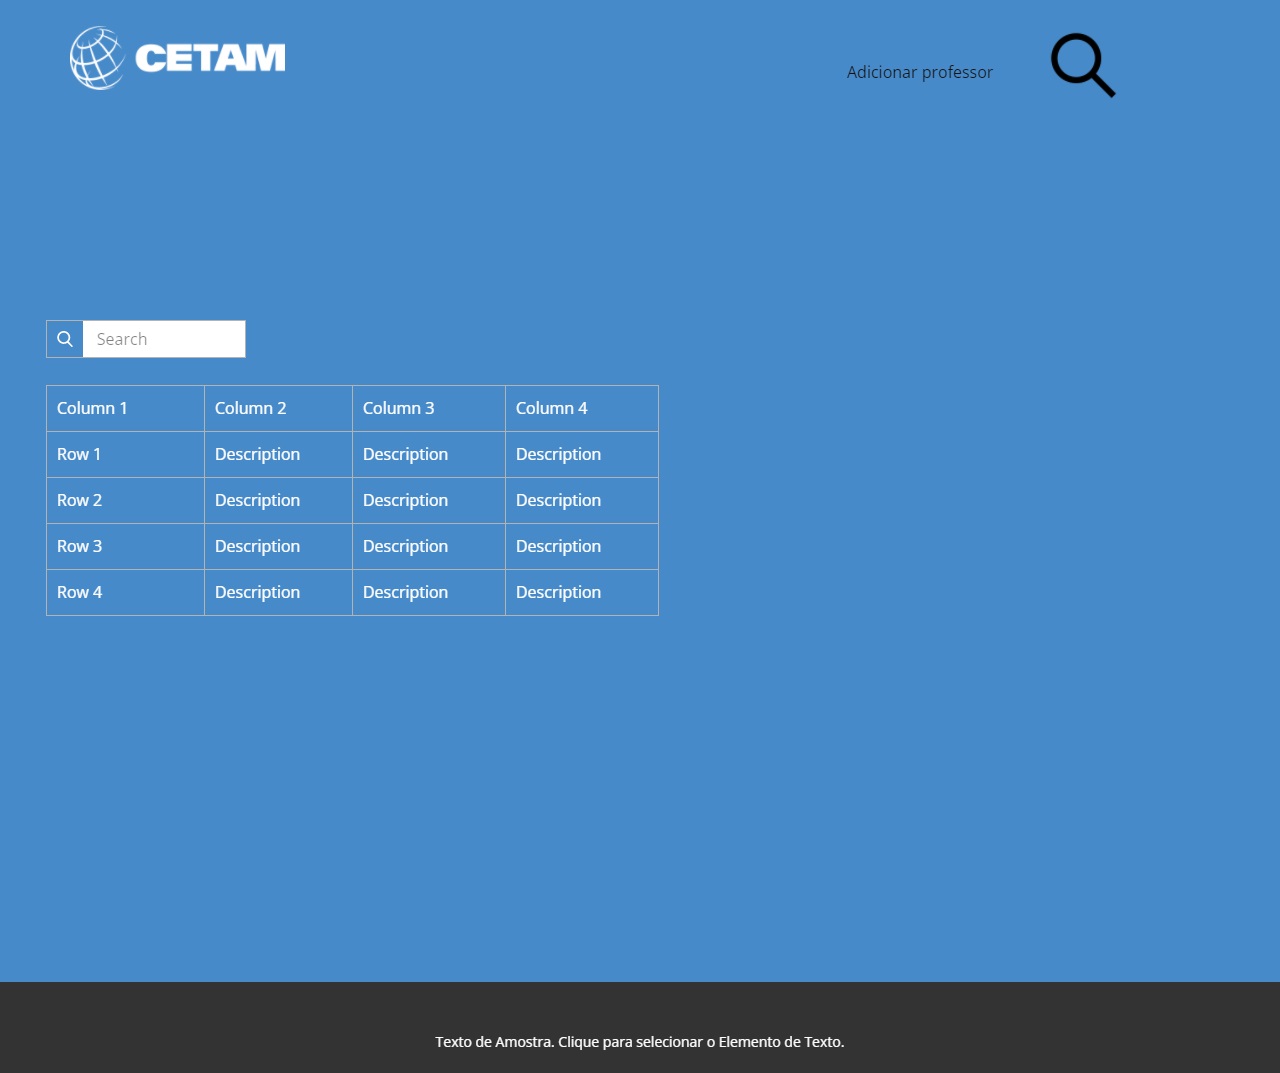 CETAM
Adicionar professor
Search
Column 1 Column 2 Column 3 Column 4
Row 1 Description Description Description
Row 2 Description Description Description
Row 3 Description Description Description
Row 4 Description Description Description
Texto de Amostra. Clique para selecionar o Elemento de Texto.